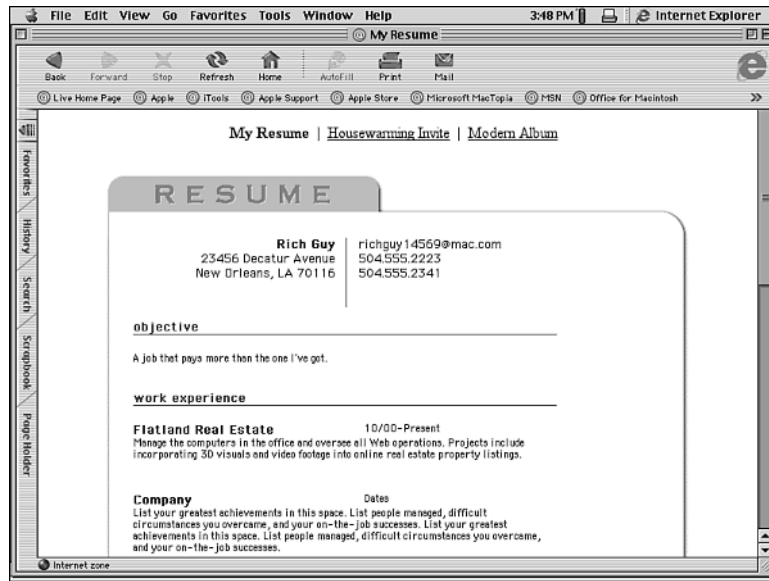 File Edit View Go Favorites Tools Window Help 3:48 PM Internet Explorer
My Resume
Back Forward Stop Refresh Home AutoFill Print Mail
Live Home Page Apple iTools Apple Support Apple Store Microsoft MacTopia MSN Office for Macintosh »
My Resume | Housewarming Invite | Modern Album
Favorites
History
Search
Scrapbook
Page Holder
RESUME
Rich Guy richguy14569@mac.com
23456 Decatur Avenue 504.555.2223
New Orleans, LA 70116 504.555.2341
objective
A job that pays more than the one I've got.
work experience
Flatland Real Estate 10/00-Present
Manage the computers in the office and oversee all Web operations. Projects include
incorporating 3D visuals and video footage into online real estate property listings.
Company Dates
List your greatest achievements in this space. List people managed, difficult
circumstances you overcame, and your on-the-job successes. List your greatest
achievements in this space. List people managed, difficult circumstances you overcame,
and your on-the-job successes.
Internet zone